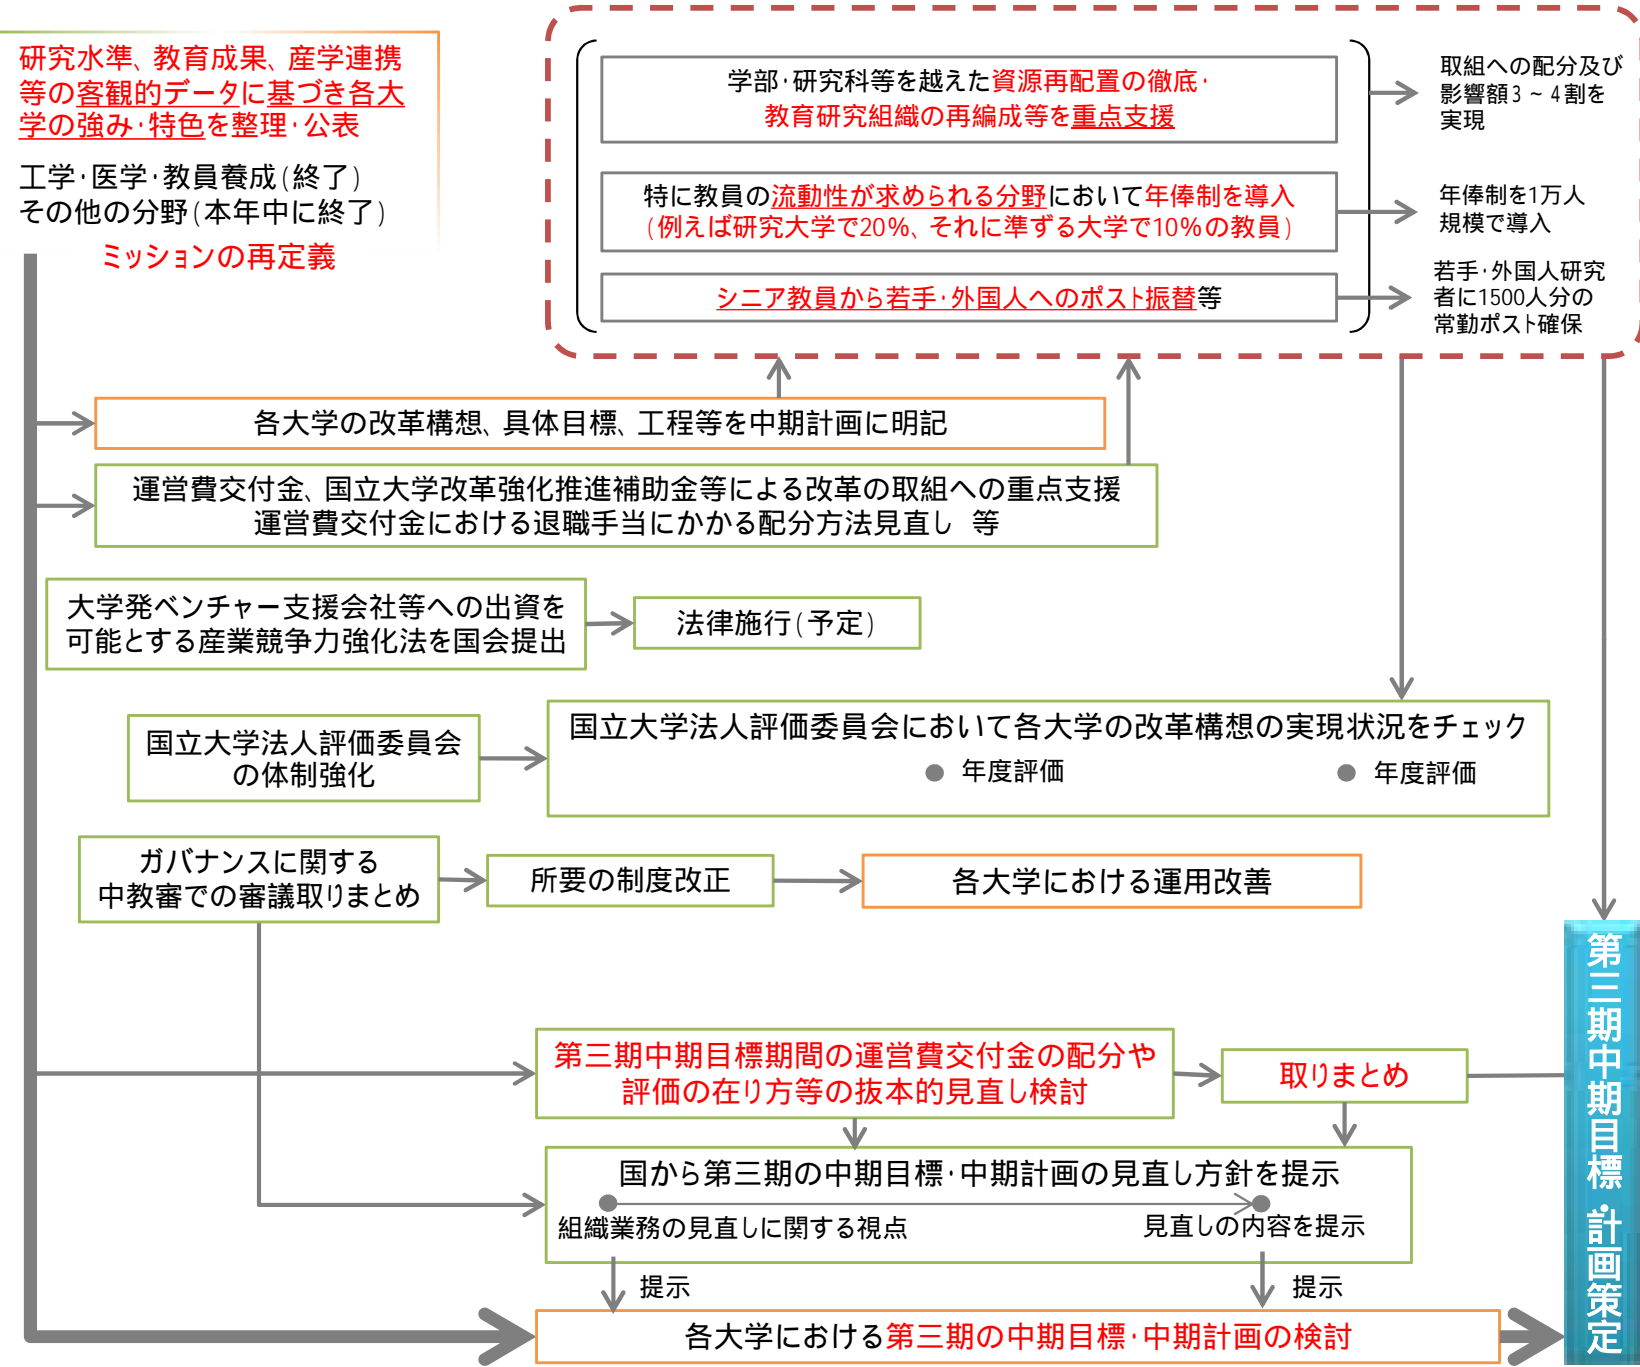 研究水準、教育成果、産学連携
等の客観的データに基づき各大
学の強み・特色を整理・公表
工学・医学・教員養成(終了)
その他の分野(本年中に終了)
ミッションの再定義
学部・研究科等を越えた資源再配置の徹底・
教育研究組織の再編成等を重点支援
取組への配分及び
影響額3~4割を
実現
特に教員の流動性が求められる分野において年俸制を導入
(例えば研究大学で20%、それに準ずる大学で10%の教員)
年俸制を1万人
規模で導入
シニア教員から若手・外国人へのポスト振替等
若手・外国人研究
者に1500人分の
常勤ポスト確保
各大学の改革構想、具体目標、工程等を中期計画に明記
運営費交付金、国立大学改革強化推進補助金等による改革の取組への重点支援
運営費交付金における退職手当にかかる配分方法見直し 等
大学発ベンチャー支援会社等への出資を
可能とする産業競争力強化法を国会提出
法律施行(予定)
国立大学法人評価委員会
の体制強化
国立大学法人評価委員会において各大学の改革構想の実現状況をチェック
● 年度評価
● 年度評価
ガバナンスに関する
中教審での審議取りまとめ
所要の制度改正
各大学における運用改善
第三期中期目標期間の運営費交付金の配分や
評価の在り方等の抜本的見直し検討
取りまとめ
国から第三期の中期目標・中期計画の見直し方針を提示
組織業務の見直しに関する視点
見直しの内容を提示
提示
提示
各大学における第三期の中期目標・中期計画の検討
第三期中期目標・計画策定